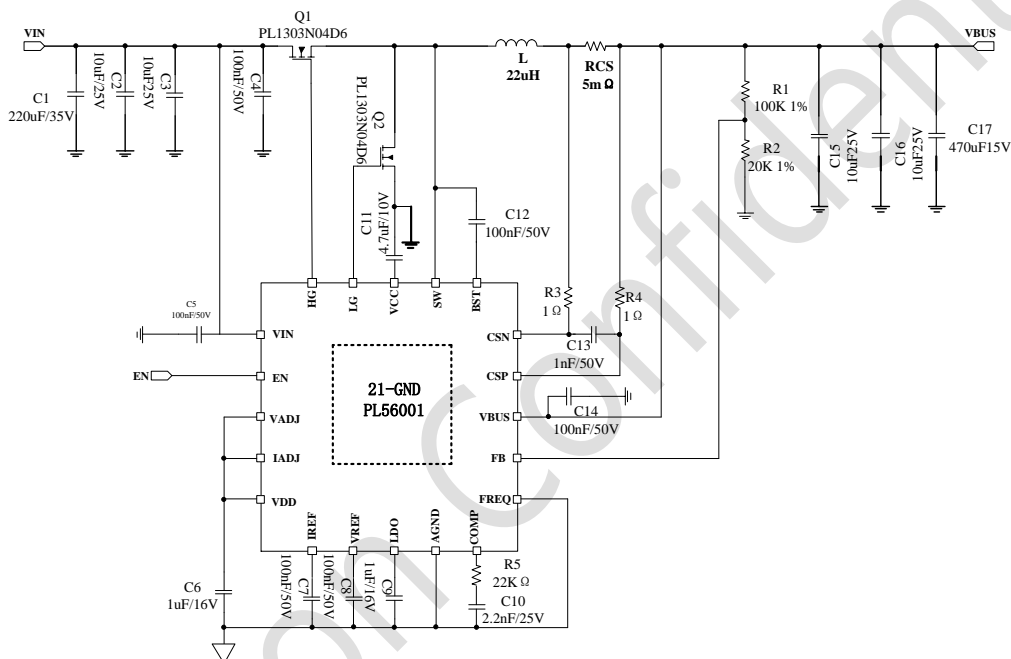 Q1
PL1303N04D6
VIN
VBUS
C1
220uF/35V
C2
10uF/25V
C3
10uF25V
C4
100nF/50V
Q2
PL1303N04D6
L
22uH
RCS
5mΩ
R1
100K 1%
R2
20K 1%
C15
10uF25V
C16
10uF25V
C17
470uF15V
C11
4.7uF/10V
C12
100nF/50V
C5
100nF/50V
R3
1Ω
R4
1Ω
C13
1nF/50V
C14
100nF/50V
HG
LG
VCC
SW
BST
VIN
EN
EN
VADJ
IADJ
VDD
21-GND
PL56001
CSN
CSP
VBUS
FB
FREQ
IREF
VREF
LDO
AGND
COMP
C6
1uF/16V
C7
100nF/50V
C8
100nF/50V
C9
1uF/16V
R5
22KΩ
C10
2.2nF/25V
on Confiden